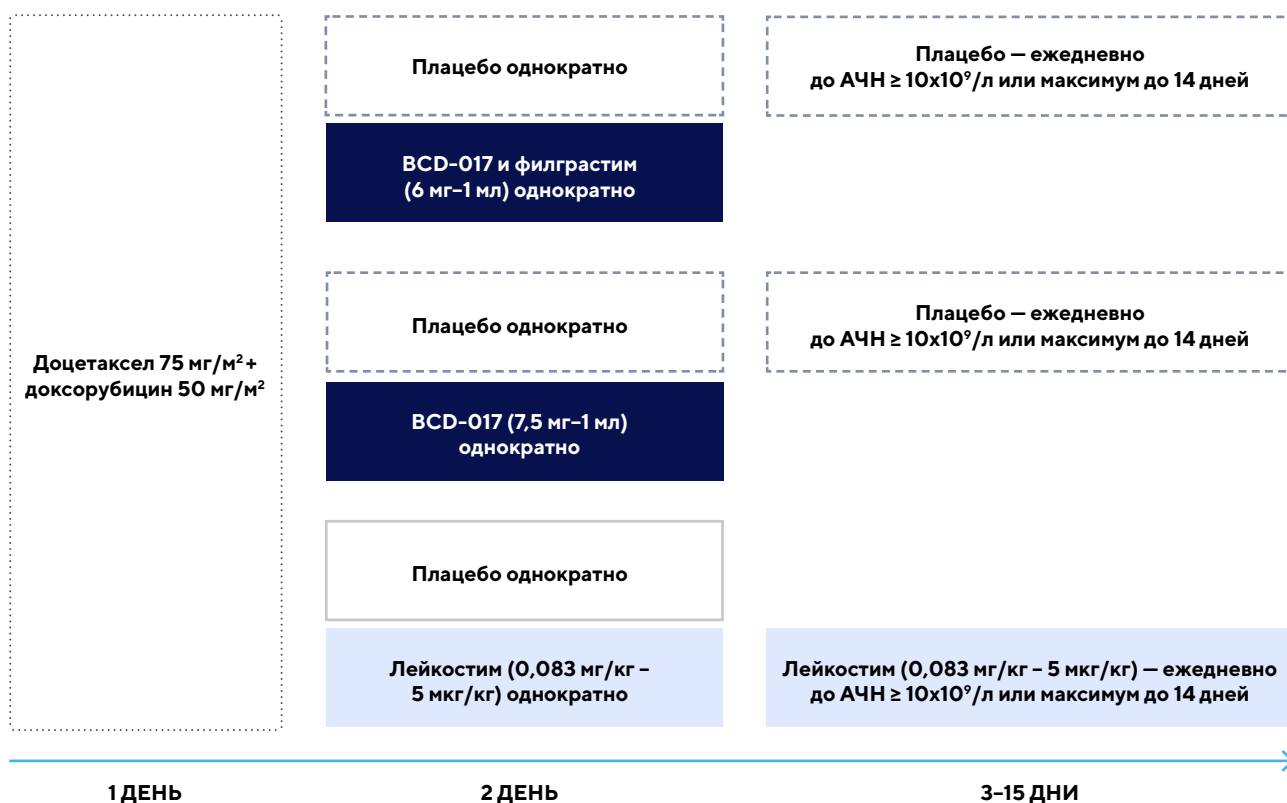 Доцетаксел 75 мг/м² +
доксорубицин 50 мг/м²
Плацебо однократно
BCD-017 и филграстим
(6 мг–1 мл) однократно
Плацебо — ежедневно
до АЧН ≥ 10x10⁹/л или максимум до 14 дней
Плацебо однократно
BCD-017 (7,5 мг–1 мл)
однократно
Плацебо — ежедневно
до АЧН ≥ 10x10⁹/л или максимум до 14 дней
Плацебо однократно
Лейкостим (0,083 мг/кг –
5 мкг/кг) однократно
Лейкостим (0,083 мг/кг – 5 мкг/кг) — ежедневно
до АЧН ≥ 10x10⁹/л или максимум до 14 дней
1 ДЕНЬ
2 ДЕНЬ
3–15 ДНИ